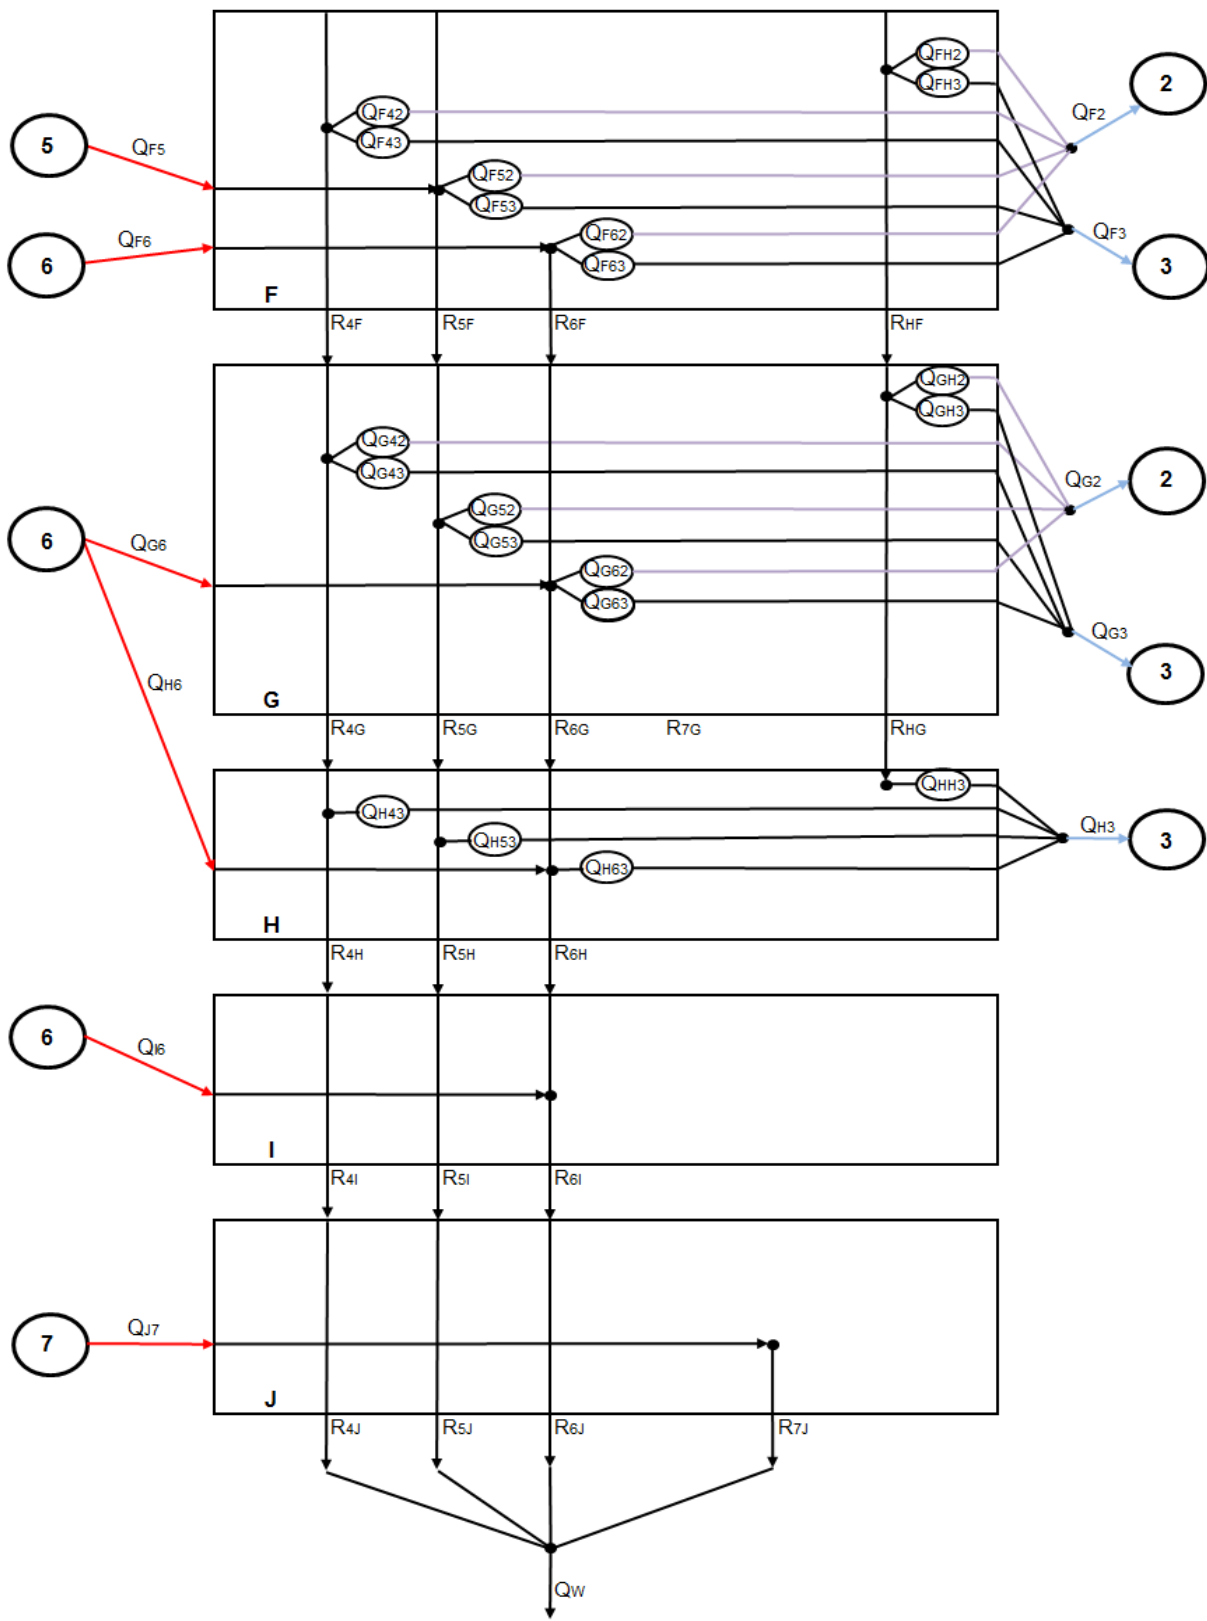 QFH2
2
QFH3
QF2
QF42
5
QF5
QF43
QF52
QF53
QF6
QF62
QF3
6
QF63
3
F
R4F
R5F
R6F
RHF
QGH2
QGH3
QG42
QG43
QG2
2
QG52
6
QG6
QG53
QG62
QG63
QG3
3
QH6
G
R4G
R5G
R6G
R7G
RHG
QHH3
QH43
QH53
QH3
3
QH63
H
R4H
R5H
R6H
6
QI6
I
R4I
R5I
R6I
7
QJ7
J
R4J
R5J
R6J
R7J
QW